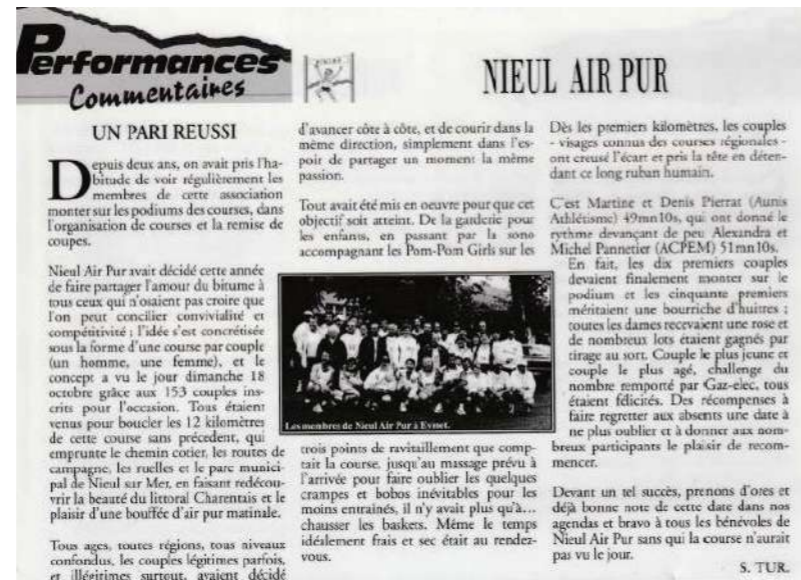 Performances
Commentaires
NIEUL AIR PUR
UN PARI REUSSI
Depuis deux ans, on avait pris l'ha-
bitude de voir régulièrement les
membres de cette association
monter sur les podiums des courses, dans
l'organisation de courses et la remise de
coupes.
Nieul Air Pur avait décidé cette année
de faire partager l'amour du bitume à
tous ceux qui n'osaient pas croire que
l'on peut concilier convivialité et
compétitivité ; l'idée s'est concrétisée
sous la forme d'une course par couple
(un homme, une femme), et le
concept a vu le jour dimanche 18
octobre grâce aux 153 couples ins-
crits pour l'occasion. Tous étaient
venus pour boucler les 12 kilomètres
de cette course sans précedent, qui
emprunte le chemin cotier, les routes de
campagne, les ruelles et le parc munici-
pal de Nieul sur Mer, en faisant redécou-
vrir la beauté du littoral Charentais et le
plaisir d'une bouffée d'air pur matinale.
Tous ages, toutes régions, tous niveaux
confondus, les couples légitimes parfois,
et illégitimes surtout, avaient décidé
d'avancer côte à côte, et de courir dans la
même direction, simplement dans l'es-
poir de partager un moment la même
passion.
Tout avait été mis en oeuvre pour que cet
objectif soit atteint. De la garderie pour
les enfants, en passant par la sono
accompagnant les Pom-Pom Girls sur les
Les membres de Nieul Air Pur à Eymet.
trois points de ravitaillement que comp-
tait la course, jusqu'au massage prévu à
l'arrivée pour faire oublier les quelques
crampes et bobos inévitables pour les
moins entrainés, il n'y avait plus qu'à...
chausser les baskets. Même le temps
idéalement frais et sec était au rendez-
vous.
Dès les premiers kilomètres, les couples
- visages connus des courses régionales -
ont creusé l'écart et pris la tête en déten-
dant ce long ruban humain.
C'est Martine et Denis Pierrat (Aunis
Athlétisme) 49mn10s, qui ont donné le
rythme devançant de peu Alexandra et
Michel Pannetier (ACPEM) 51mn10s.
En fait, les dix premiers couples
devaient finalement monter sur le
podium et les cinquante premiers
méritaient une bourriche d'huitres ;
toutes les dames recevaient une rose et
de nombreux lots étaient gagnés par
tirage au sort. Couple le plus jeune et
couple le plus agé, challenge du
nombre remporté par Gaz-elec, tous
étaient félicités. Des récompenses à
faire regretter aux absents une date à
ne plus oublier et à donner aux nom-
breux participants le plaisir de recom-
mencer.
Devant un tel succès, prenons d'ores et
déjà bonne note de cette date dans nos
agendas et bravo à tous les bénévoles de
Nieul Air Pur sans qui la course n'aurait
pas vu le jour.
S. TUR.